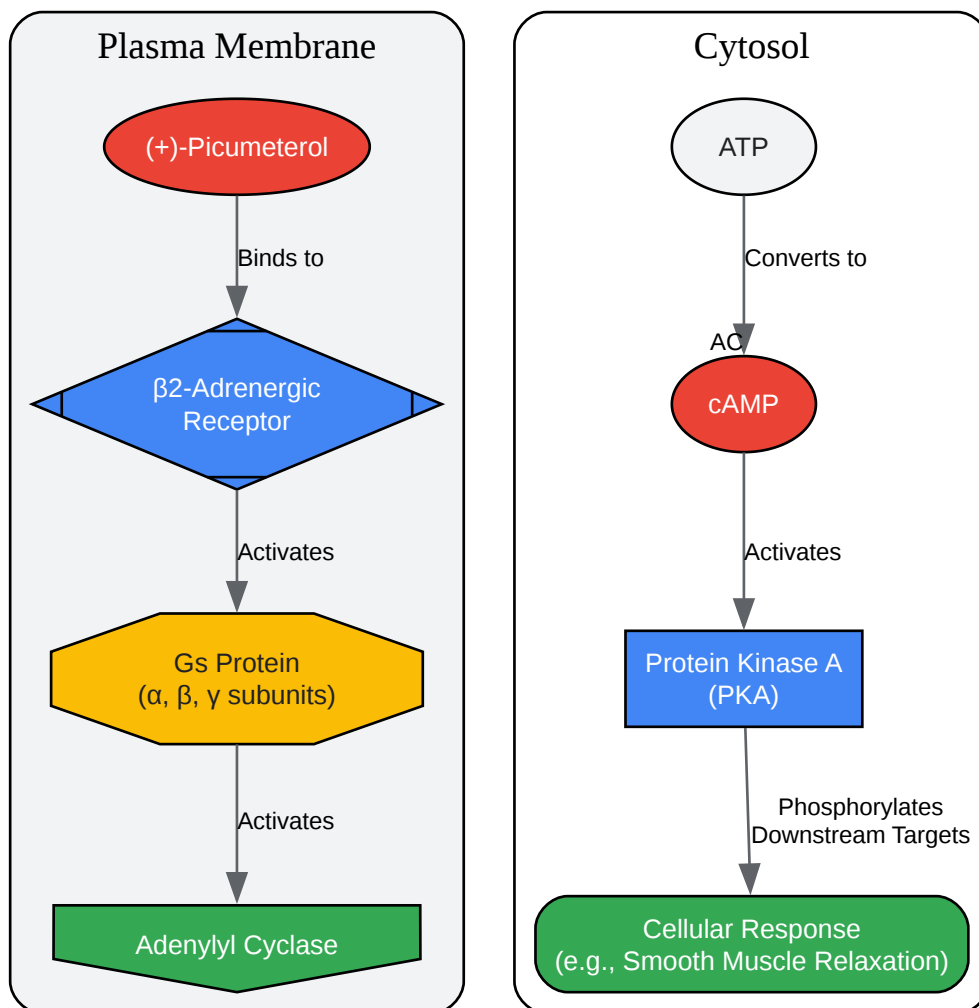 Plasma Membrane
(+)-Picumeterol
Binds to
β2-Adrenergic
Receptor
Activates
Gs Protein
(α, β, γ subunits)
Activates
Adenylyl Cyclase
Cytosol
ATP
Converts to
AC
cAMP
Activates
Protein Kinase A
(PKA)
Phosphorylates
Downstream Targets
Cellular Response
(e.g., Smooth Muscle Relaxation)